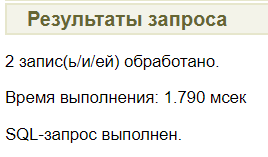 Результаты запроса
2 запис(ь/и/ей) обработано.
Время выполнения: 1.790 мсек
SQL-запрос выполнен.